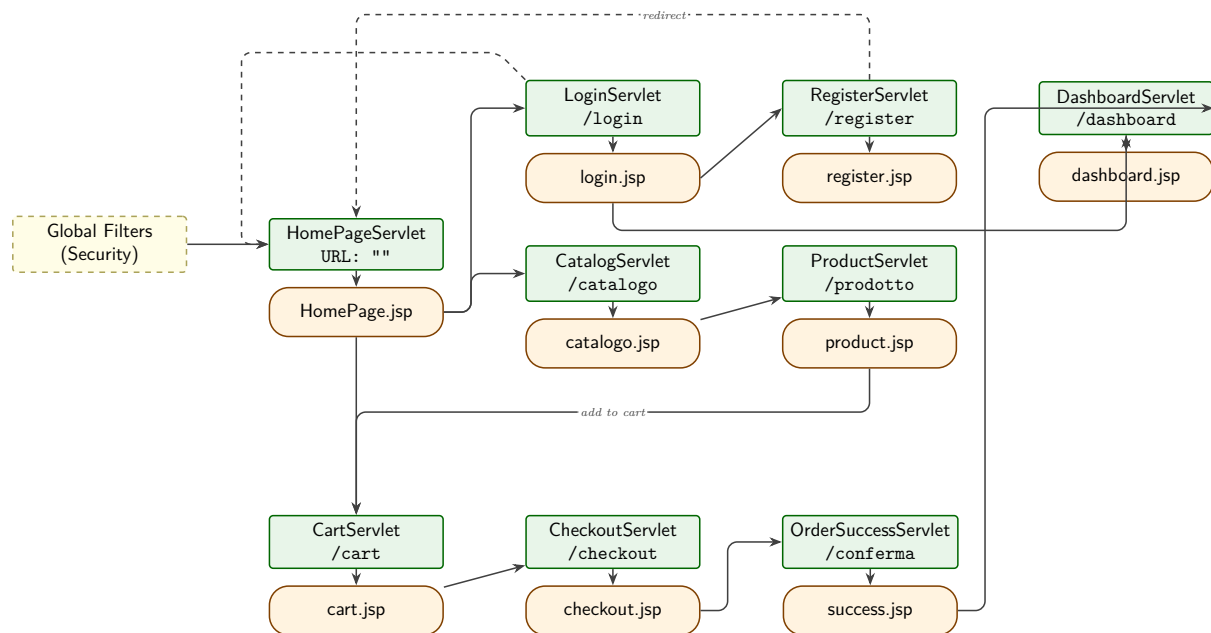 redirect
LoginServlet
/login
RegisterServlet
/register
DashboardServlet
/dashboard
login.jsp
register.jsp
dashboard.jsp
Global Filters
(Security)
HomePageServlet
URL: ""
CatalogServlet
/catalogo
ProductServlet
/prodotto
HomePage.jsp
catalogo.jsp
product.jsp
add to cart
CartServlet
/cart
CheckoutServlet
/checkout
OrderSuccessServlet
/conferma
cart.jsp
checkout.jsp
success.jsp